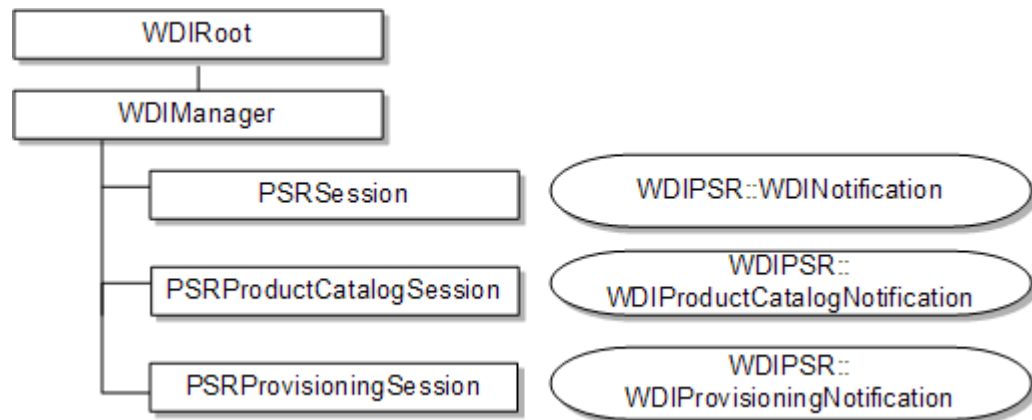 WDIRoot
WDIManager
PSRSession
WDIPSR::WDINotification
PSRProductCatalogSession
WDIPSR::
WDIProductCatalogNotification
PSRProvisioningSession
WDIPSR::
WDIProvisioningNotification